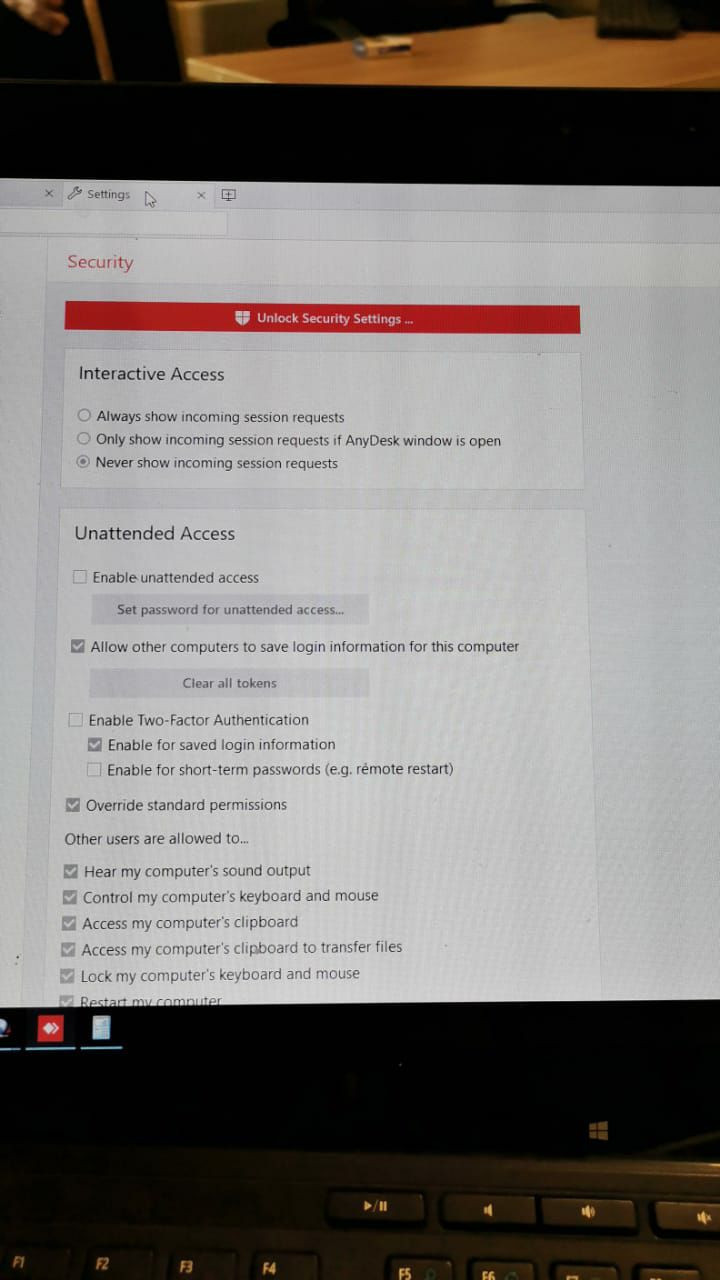 Settings
Security
Unlock Security Settings ...
Interactive Access
Always show incoming session requests
Only show incoming session requests if AnyDesk window is open
Never show incoming session requests
Unattended Access
Enable unattended access
Set password for unattended access...
Allow other computers to save login information for this computer
Clear all tokens
Enable Two-Factor Authentication
Enable for saved login information
Enable for short-term passwords (e.g. remote restart)
Override standard permissions
Other users are allowed to...
Hear my computer's sound output
Control my computer's keyboard and mouse
Access my computer's clipboard
Access my computer's clipboard to transfer files
Lock my computer's keyboard and mouse
Restart my computer
F1 F2 F3 F4 F5 F6